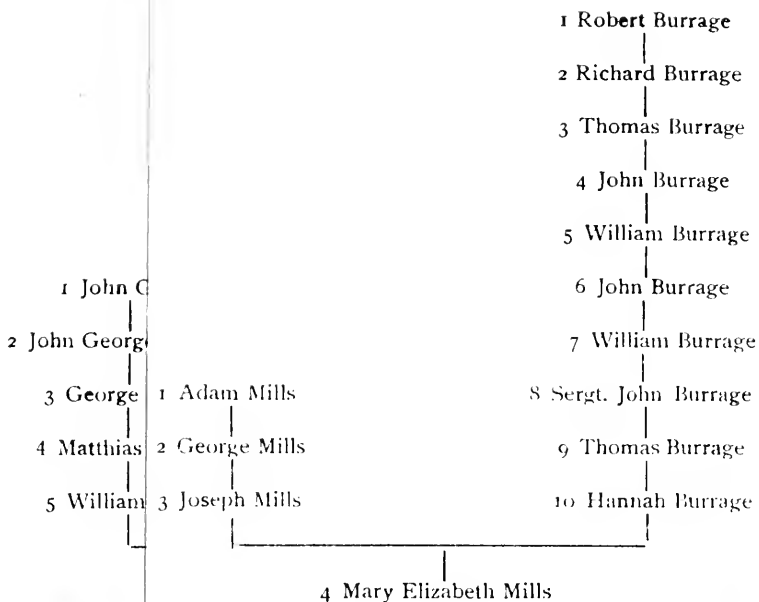 1 Robert Burrage
2 Richard Burrage
3 Thomas Burrage
4 John Burrage
5 William Burrage
1 John
6 John Burrage
2 John Georg
7 William Burrage
3 George
1 Adam Mills
8 Sergt. John Burrage
4 Matthias
2 George Mills
9 Thomas Burrage
5 William
3 Joseph Mills
10 Hannah Burrage
4 Mary Elizabeth Mills